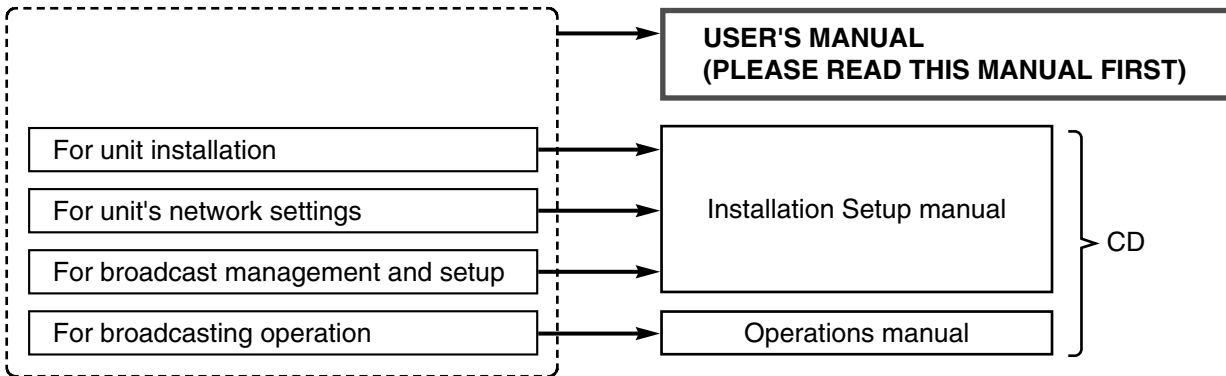 USER'S MANUAL
(PLEASE READ THIS MANUAL FIRST)
For unit installation
For unit's network settings
Installation Setup manual
CD
For broadcast management and setup
For broadcasting operation
Operations manual